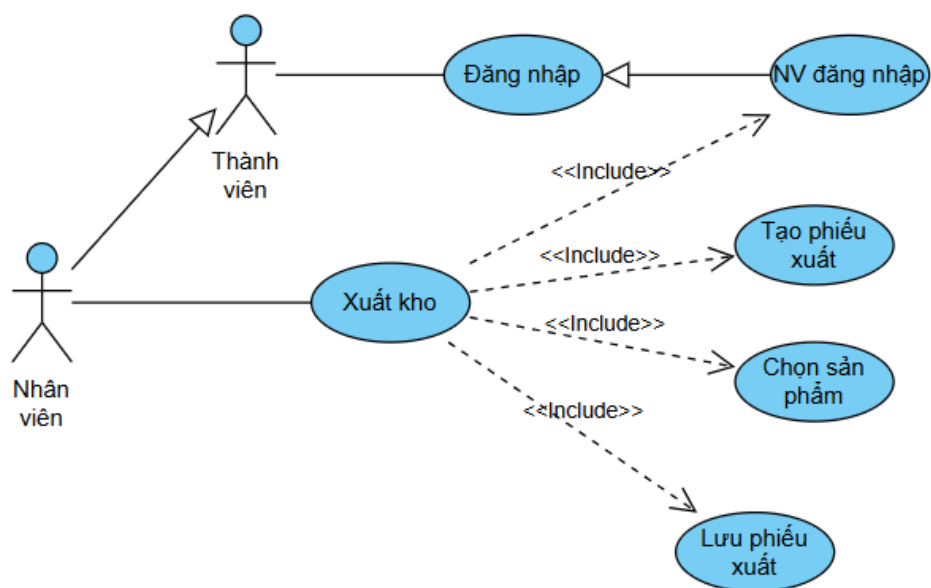 Đăng nhập
NV đăng nhập
Thành
viên
<<Include>>
Tạo phiếu
xuất
<<Include>>
Xuất kho
<<Include>>
Chọn sản
phẩm
Nhân
viên
<<Include>>
Lưu phiếu
xuất